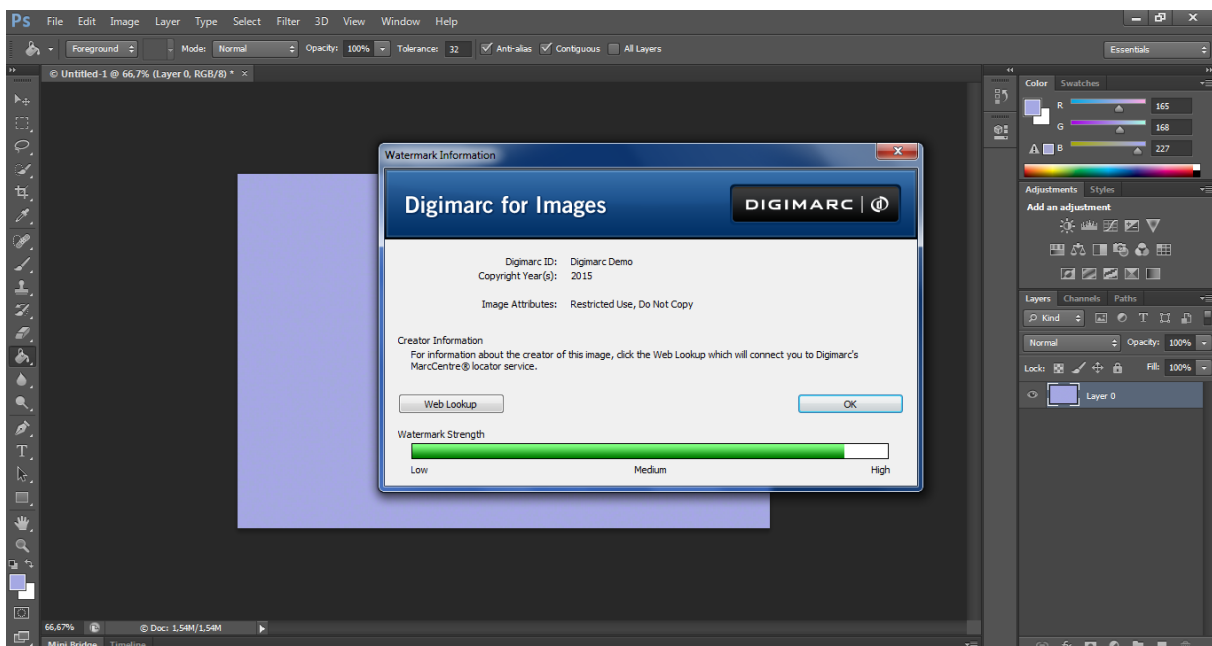 Ps File Edit Image Layer Type Select Filter 3D View Window Help
Foreground Mode: Normal Opacity: 100% Tolerance: 32 Anti-alias Contiguous All Layers Essentials
© Untitled-1 @ 66,7% (Layer 0, RGB/8) * ×
Color Swatches
R 165
G 168
B 227
Adjustments Styles
Add an adjustment
Layers Channels Paths
Kind
Normal Opacity: 100%
Lock: Fill: 100%
Layer 0
Watermark Information
Digimarc for Images
DIGIMARC
Digimarc ID: Digimarc Demo
Copyright Year(s): 2015
Image Attributes: Restricted Use, Do Not Copy
Creator Information
For information about the creator of this image, click the Web Lookup which will connect you to Digimarc's
MarcCentre® locator service.
Web Lookup OK
Watermark Strength
Low Medium High
66,67% © Doc: 1,54M/1,54M
Mini Bridge Timeline